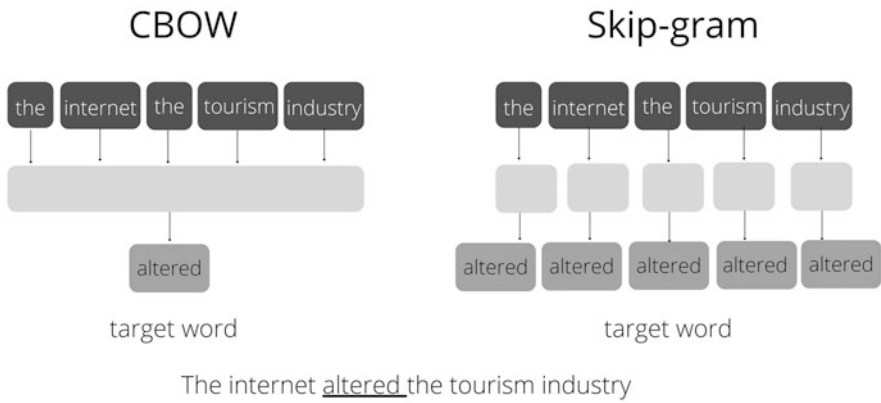 CBOW
the internet the tourism industry
altered
target word
Skip-gram
the internet the tourism industry
altered altered altered altered altered
target word
The internet altered the tourism industry